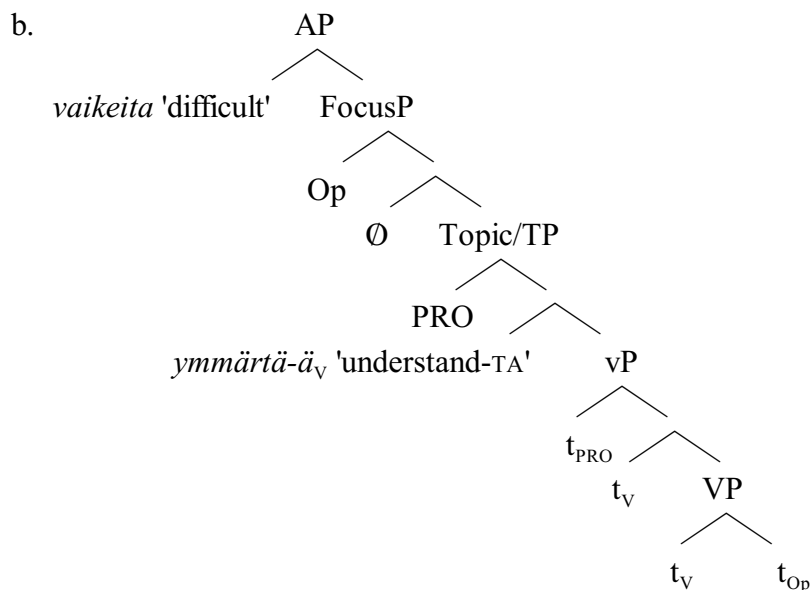 b.
AP
vaikeita 'difficult' FocusP
Op
Ø Topic/TP
PRO
ymmärtä-äV 'understand-TA' vP
tPRO
tV VP
tV tOp